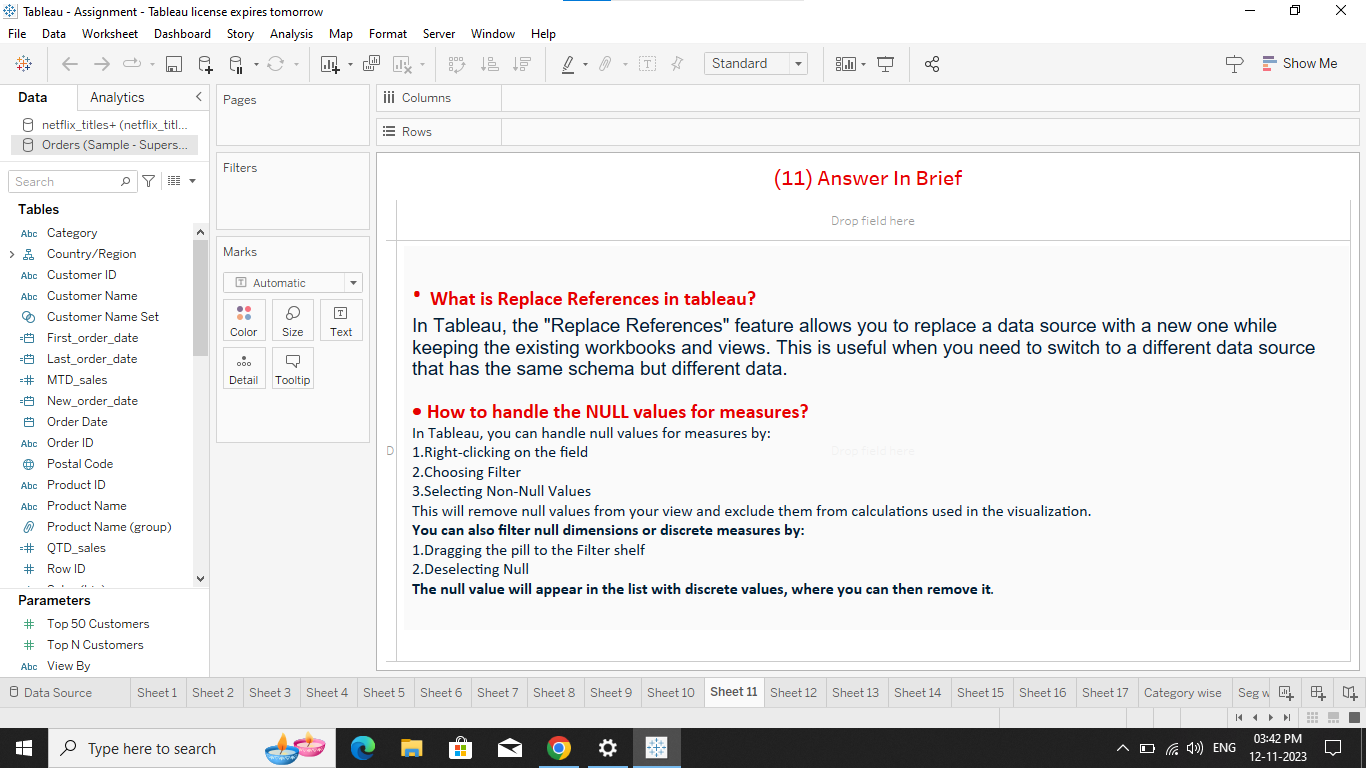 Tableau - Assignment - Tableau license expires tomorrow
File Data Worksheet Dashboard Story Analysis Map Format Server Window Help
Standard
Show Me
Data Analytics
netflix_titles+ (netflix_titl...
Orders (Sample - Supers...
Search
Tables
Abc Category
Country/Region
Abc Customer ID
Abc Customer Name
Customer Name Set
First_order_date
Last_order_date
=# MTD_sales
New_order_date
Order Date
Abc Order ID
Postal Code
Abc Product ID
Abc Product Name
Product Name (group)
=# QTD_sales
# Row ID
Parameters
# Top 50 Customers
# Top N Customers
Abc View By
Pages
Filters
Marks
Automatic
Color Size Text
Detail Tooltip
Columns
Rows
(11) Answer In Brief
Drop field here
• What is Replace References in tableau?
In Tableau, the "Replace References" feature allows you to replace a data source with a new one while
keeping the existing workbooks and views. This is useful when you need to switch to a different data source
that has the same schema but different data.
• How to handle the NULL values for measures?
In Tableau, you can handle null values for measures by:
D
Drop field here
1.Right-clicking on the field
2.Choosing Filter
3.Selecting Non-Null Values
This will remove null values from your view and exclude them from calculations used in the visualization.
You can also filter null dimensions or discrete measures by:
1.Dragging the pill to the Filter shelf
2.Deselecting Null
The null value will appear in the list with discrete values, where you can then remove it.
Data Source Sheet 1 Sheet 2 Sheet 3 Sheet 4 Sheet 5 Sheet 6 Sheet 7 Sheet 8 Sheet 9 Sheet 10 Sheet 11 Sheet 12 Sheet 13 Sheet 14 Sheet 15 Sheet 16 Sheet 17 Category wise Seg w
Type here to search
ENG
03:42 PM
12-11-2023